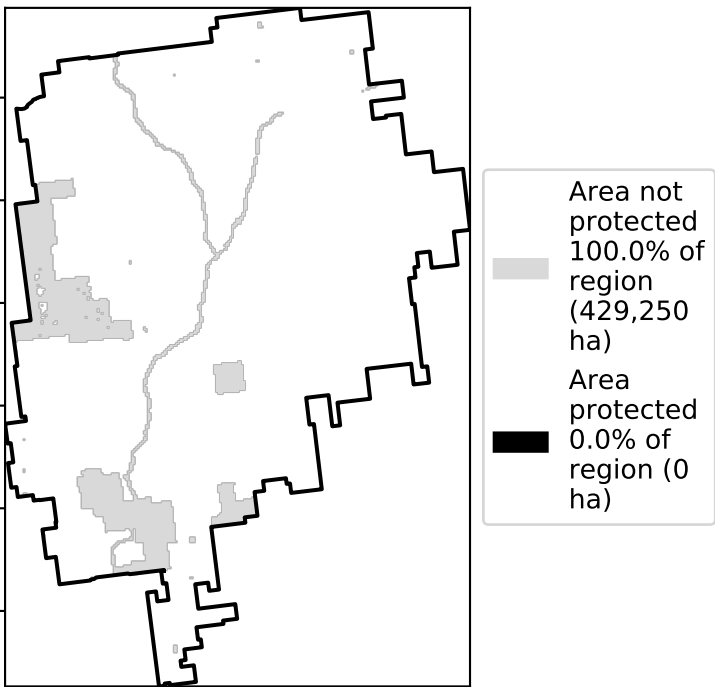 Area not
protected
100.0% of
region
(429,250
ha)
Area
protected
0.0% of
region (0
ha)